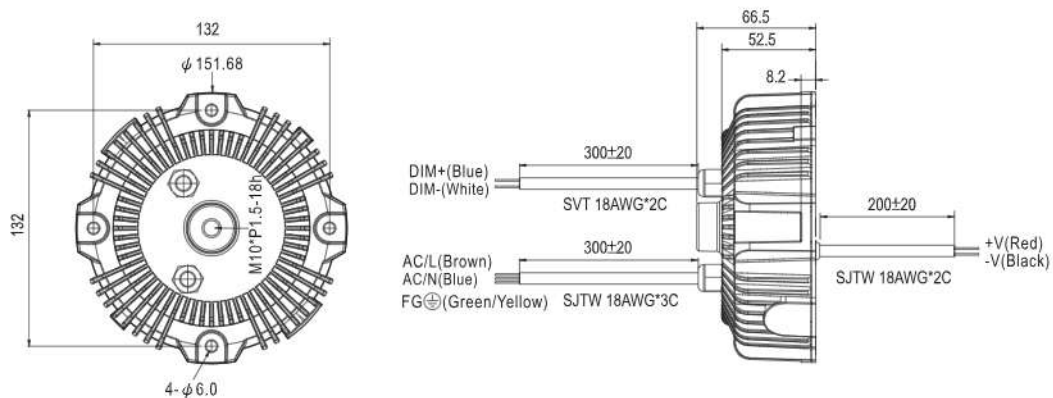 132
ϕ 151.68
132
M10*P1.5-18h
4- ϕ 6.0
66.5
52.5
8.2
300±20
DIM+(Blue)
DIM-(White)
SVT 18AWG*2C
300±20
AC/L(Brown)
AC/N(Blue)
FG⏚(Green/Yellow)
SJTW 18AWG*3C
200±20
+V(Red)
-V(Black)
SJTW 18AWG*2C